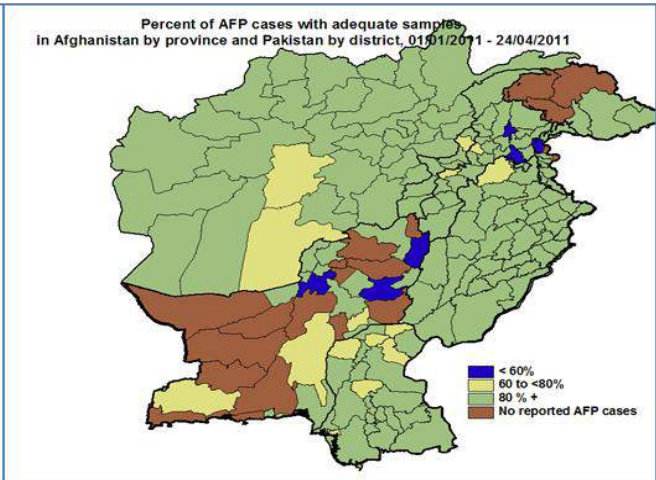 Percent of AFP cases with adequate samples
in Afghanistan by province and Pakistan by district, 01/01/2011 - 24/04/2011
< 60%
60 to <80%
80 % +
No reported AFP cases